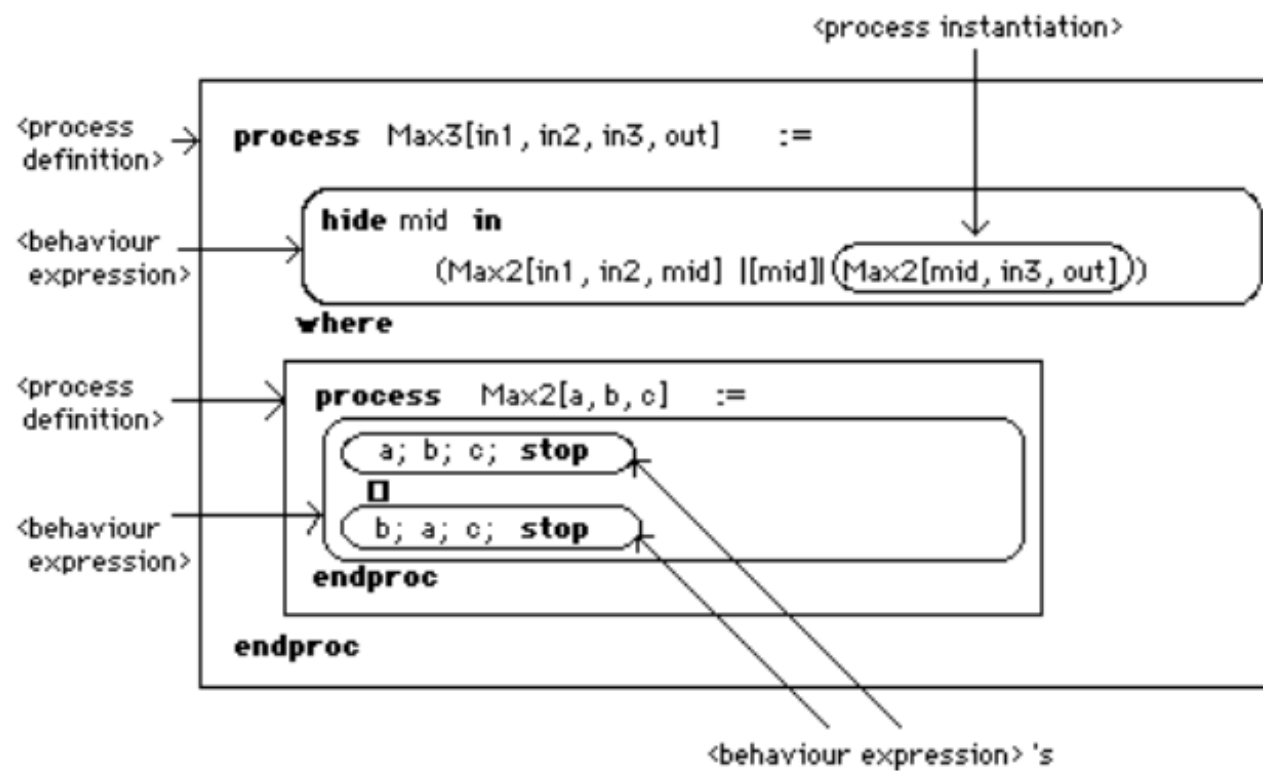 <process instantiation>
<process
definition>
process Max3[in1, in2, in3, out] :=
<behaviour
expression>
hide mid in
(Max2[in1, in2, mid] |[mid]| (Max2[mid, in3, out]))
where
<process
definition>
process Max2[a, b, c] :=
a; b; c; stop
[]
<behaviour
expression>
b; a; c; stop
endproc
endproc
<behaviour expression> 's